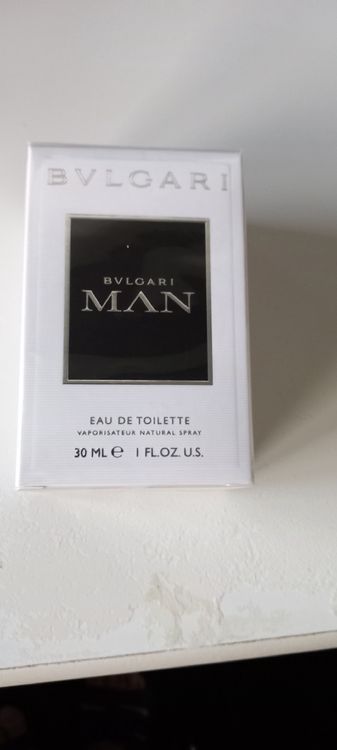 BVLGARI
BVLGARI
MAN
EAU DE TOILETTE
VAPORISATEUR NATURAL SPRAY
30 ML ℮ 1 FL.OZ. U.S.